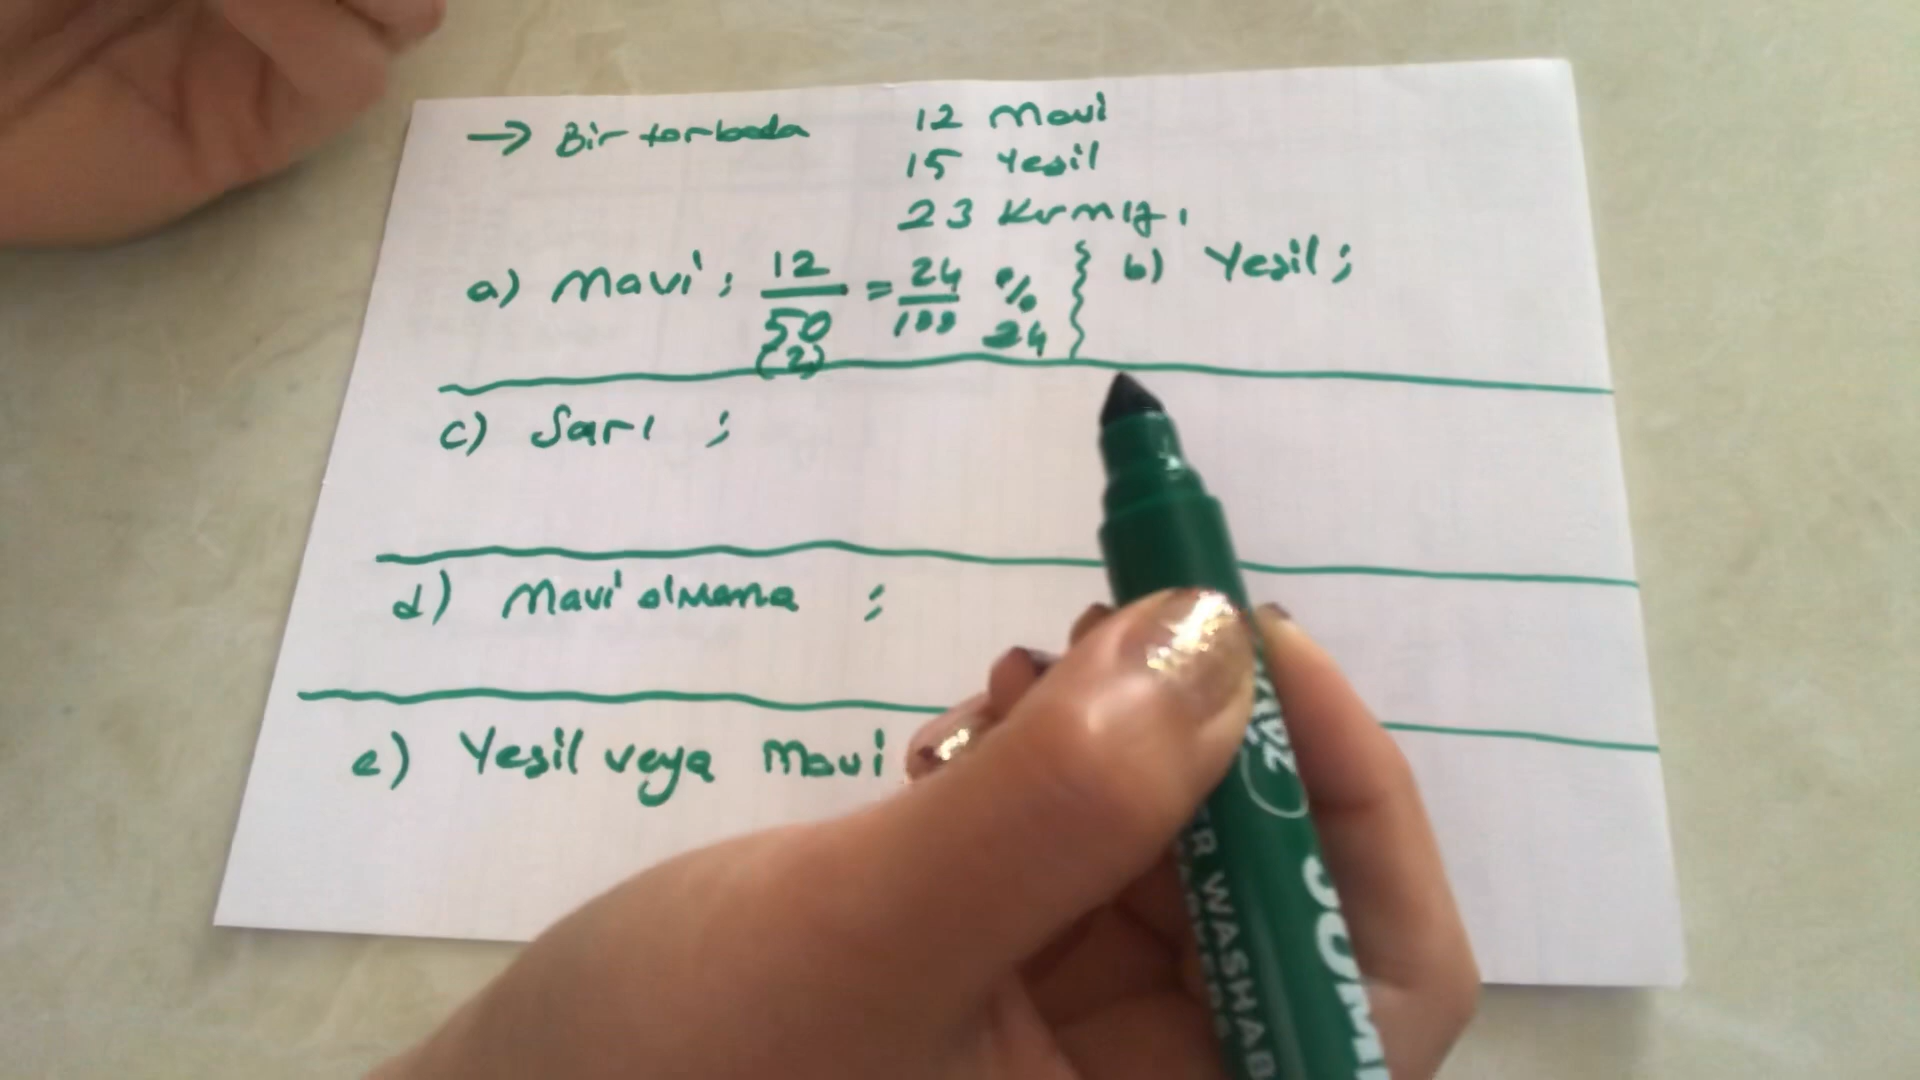 → Bir torbada 12 Mavi
15 Yeşil
23 Kırmızı
a) Mavi; 12/50 (2) = 24/100 % 24
b) Yeşil;
c) Sarı;
d) Mavi olmama;
e) Yeşil veya Mavi
WASHAB